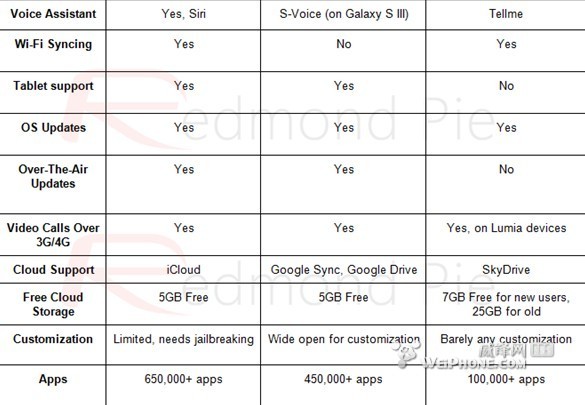 Voice Assistant Yes, Siri S-Voice (on Galaxy S III) Tellme
Wi-Fi Syncing Yes No Yes
Tablet support Yes Yes No
OS Updates Yes Yes Yes
Over-The-Air Yes Yes No
Updates
Video Calls Over Yes Yes Yes, on Lumia devices
3G/4G
Cloud Support iCloud Google Sync, Google Drive SkyDrive
Free Cloud 5GB Free 5GB Free 7GB Free for new users,
Storage 25GB for old
Customization Limited, needs jailbreaking Wide open for customization Barely any customization
Apps 650,000+ apps 450,000+ apps 100,000+ apps
Redmond Pie
Redmond Pie
威锋网
WEiPHONE.COM